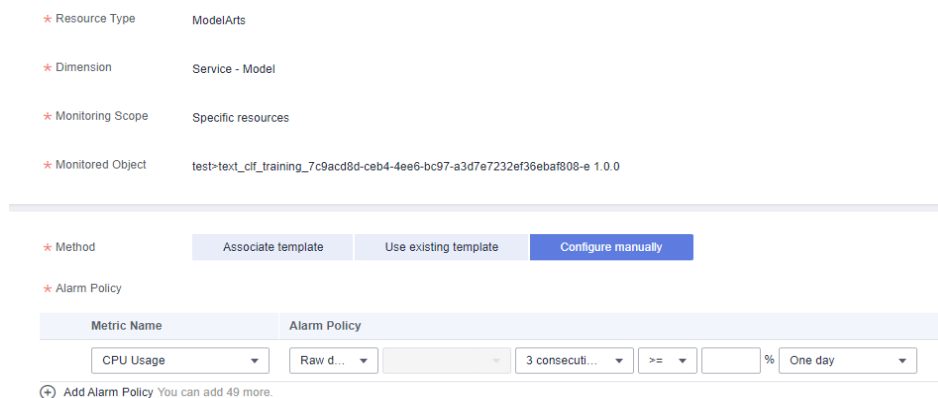 * Resource Type ModelArts
* Dimension Service - Model
* Monitoring Scope Specific resources
* Monitored Object test>text_clf_training_7c9acd8d-ceb4-4ee6-bc97-a3d7e7232ef36ebaf808-e 1.0.0
* Method Associate template Use existing template Configure manually
* Alarm Policy
Metric Name Alarm Policy
CPU Usage Raw d... 3 consecuti... >= % One day
Add Alarm Policy You can add 49 more.